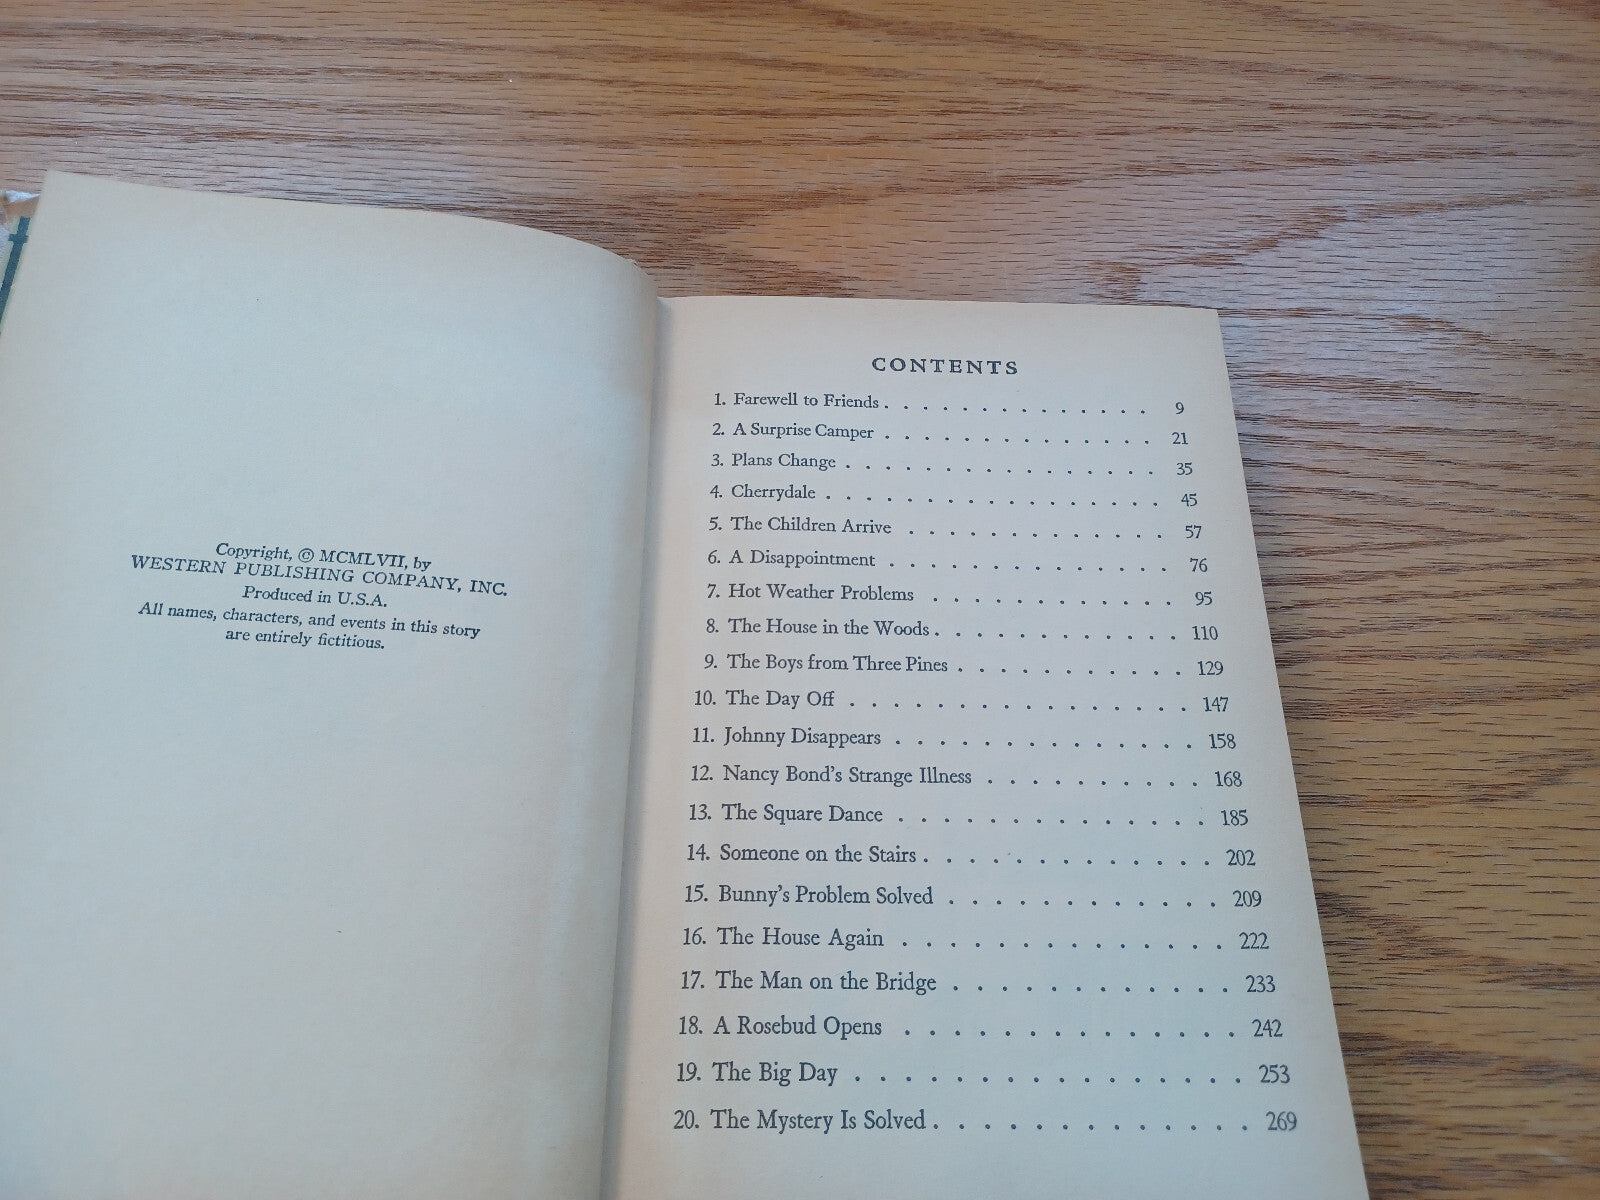 Copyright, © MCMLVII, by
WESTERN PUBLISHING COMPANY, INC.
Produced in U.S.A.
All names, characters, and events in this story
are entirely fictitious.
CONTENTS
1. Farewell to Friends . . . . . . . . . . . . . . 9
2. A Surprise Camper . . . . . . . . . . . . . . 21
3. Plans Change . . . . . . . . . . . . . . . . 35
4. Cherrydale . . . . . . . . . . . . . . . . . 45
5. The Children Arrive . . . . . . . . . . . . . 57
6. A Disappointment . . . . . . . . . . . . . . 76
7. Hot Weather Problems . . . . . . . . . . . . 95
8. The House in the Woods . . . . . . . . . . . . 110
9. The Boys from Three Pines . . . . . . . . . . . 129
10. The Day Off . . . . . . . . . . . . . . . . 147
11. Johnny Disappears . . . . . . . . . . . . . . 158
12. Nancy Bond's Strange Illness . . . . . . . . . . 168
13. The Square Dance . . . . . . . . . . . . . . 185
14. Someone on the Stairs . . . . . . . . . . . . . 202
15. Bunny's Problem Solved . . . . . . . . . . . . 209
16. The House Again . . . . . . . . . . . . . . 222
17. The Man on the Bridge . . . . . . . . . . . . 233
18. A Rosebud Opens . . . . . . . . . . . . . . 242
19. The Big Day . . . . . . . . . . . . . . . . 253
20. The Mystery Is Solved . . . . . . . . . . . . . 269